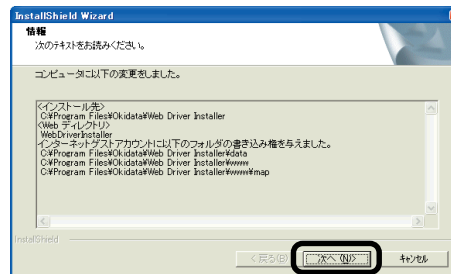 InstallShield Wizard
情報
次のテキストをお読みください。
コンピュータに以下の変更をしました。
<インストール先>
C:¥Program Files¥Okidata¥Web Driver Installer
<Web ディレクトリ>
WebDriverInstaller
インターネットゲストアカウントに以下のフォルダの書き込み権を与えました。
C:¥Program Files¥Okidata¥Web Driver Installer¥data
C:¥Program Files¥Okidata¥Web Driver Installer¥www
C:¥Program Files¥Okidata¥Web Driver Installer¥www¥map
InstallShield
< 戻る(B) 次へ (N)> キャンセル